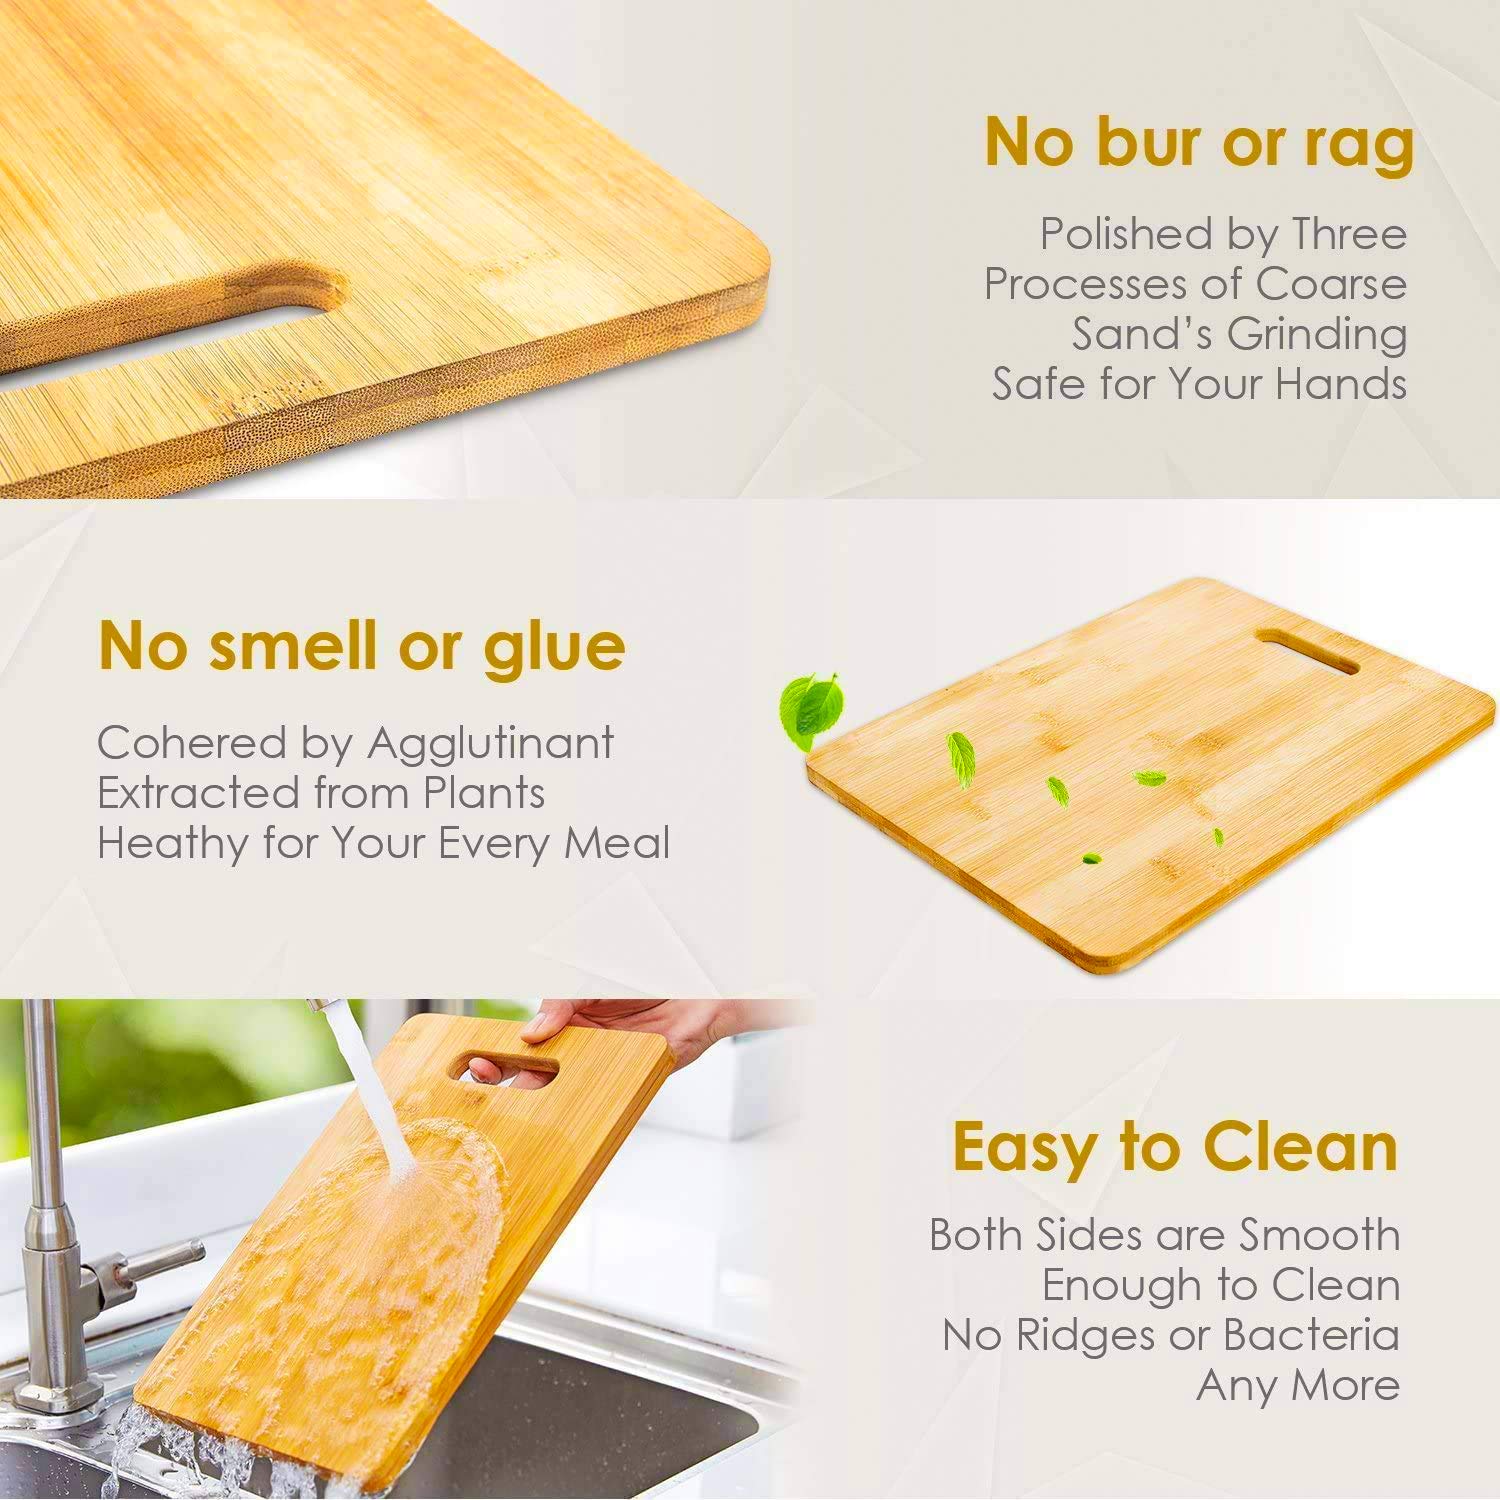 No bur or rag
Polished by Three
Processes of Coarse
Sand's Grinding
Safe for Your Hands
No smell or glue
Cohered by Agglutinant
Extracted from Plants
Heathy for Your Every Meal
Easy to Clean
Both Sides are Smooth
Enough to Clean
No Ridges or Bacteria
Any More